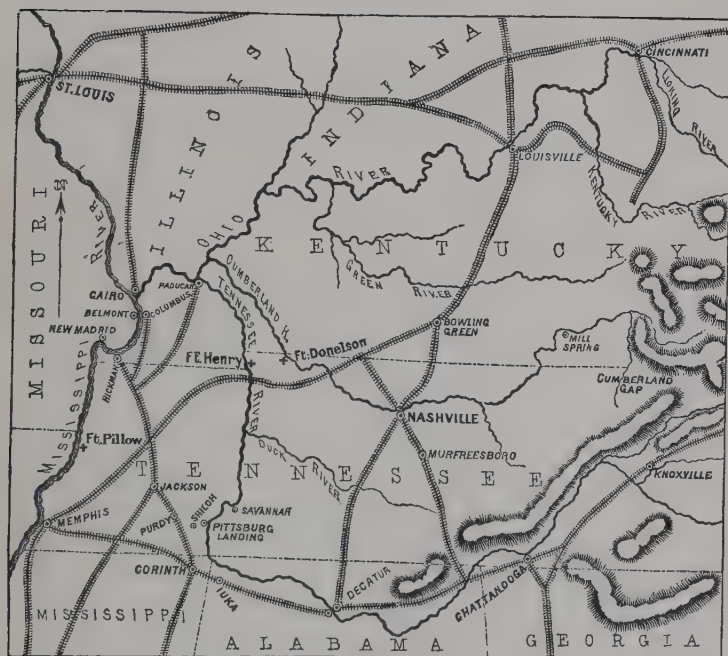 ST. LOUIS
ILLINOIS
INDIANA
CINCINNATI
LICKING RIVER
MISSOURI
N
RIVER
OHIO
RIVER
LOUISVILLE
KENTUCKY RIVER
KENTUCKY
GREEN RIVER
CAIRO
PADUCAH
BELMONT
COLUMBUS
NEW MADRID
HICKMAN
CUMBERLAND R.
TENNESSEE
RIVER
Ft. Henry
Ft. Donelson
BOWLING
GREEN
MILL
SPRING
CUMBERLAND
GAP
MISSISSIPPI
Ft. Pillow
NASHVILLE
MURFREESBORO
DUCK RIVER
KNOXVILLE
TENNESSEE
JACKSON
MEMPHIS
PURDY
SHILOH
SAVANNAH
PITTSBURG
LANDING
CORINTH
IUKA
DECATUR
CHATTANOOGA
MISSISSIPPI
ALABAMA
GEORGIA